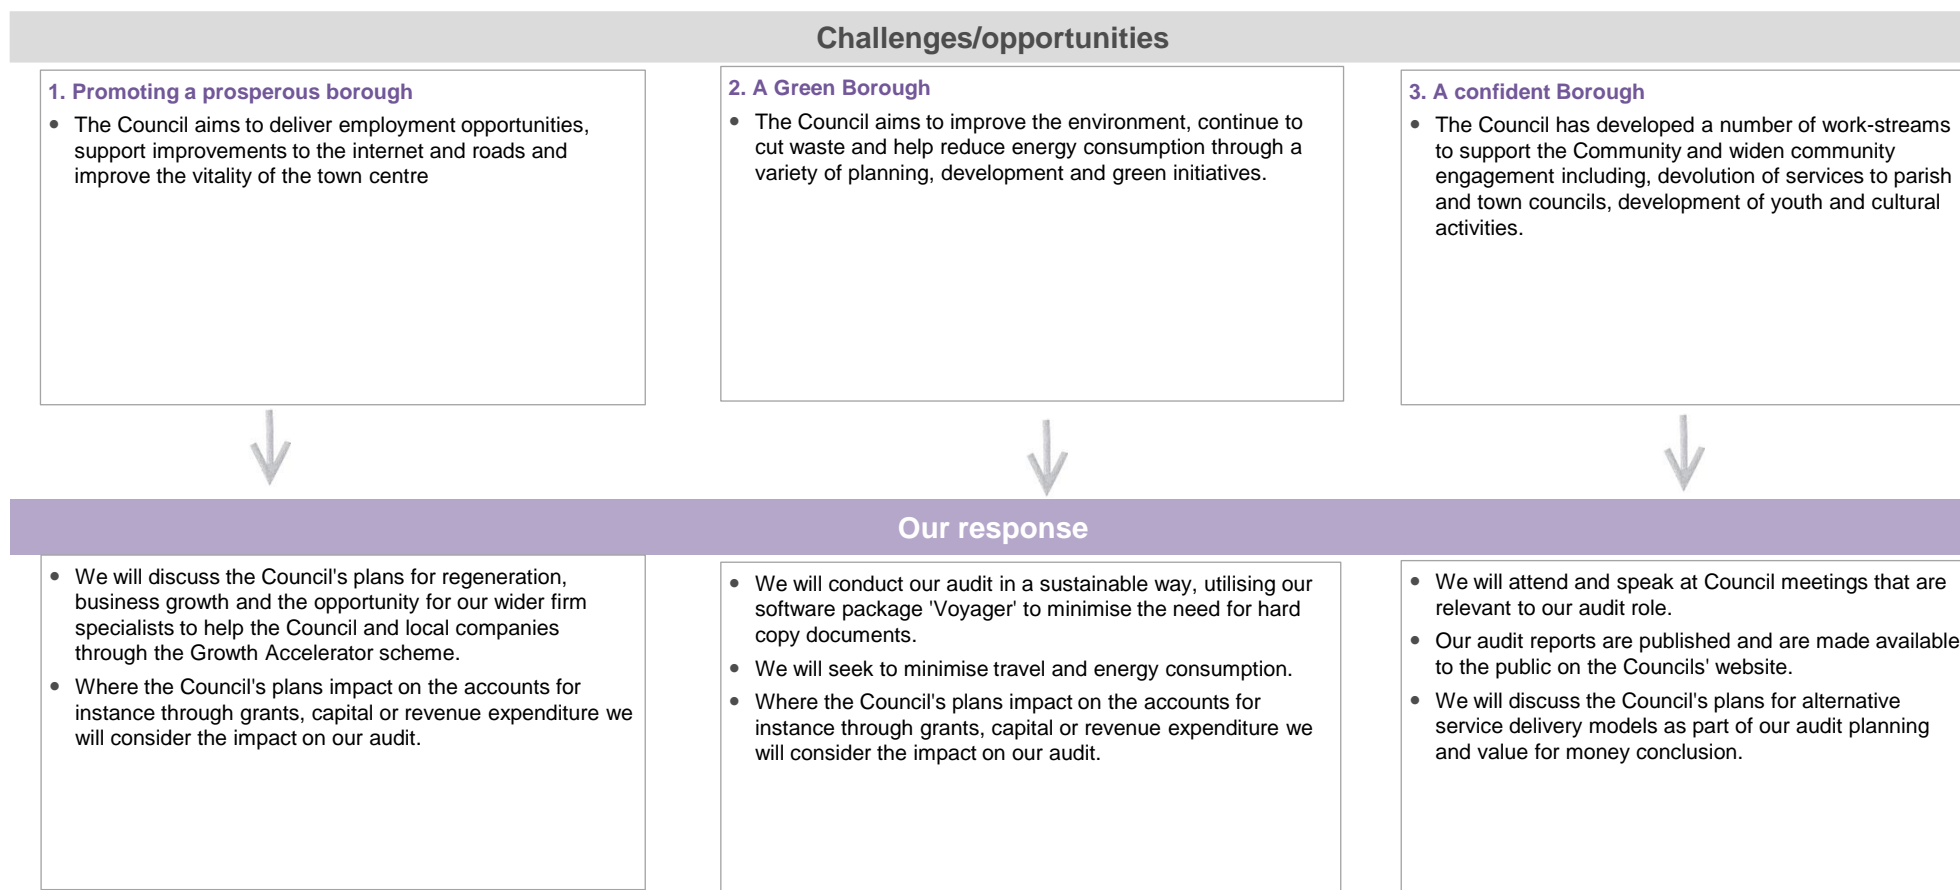 Challenges/opportunities
1. Promoting a prosperous borough
• The Council aims to deliver employment opportunities,
support improvements to the internet and roads and
improve the vitality of the town centre
2. A Green Borough
• The Council aims to improve the environment, continue to
cut waste and help reduce energy consumption through a
variety of planning, development and green initiatives.
3. A confident Borough
• The Council has developed a number of work-streams
to support the Community and widen community
engagement including, devolution of services to parish
and town councils, development of youth and cultural
activities.
Our response
• We will discuss the Council's plans for regeneration,
business growth and the opportunity for our wider firm
specialists to help the Council and local companies
through the Growth Accelerator scheme.
• Where the Council's plans impact on the accounts for
instance through grants, capital or revenue expenditure we
will consider the impact on our audit.
• We will conduct our audit in a sustainable way, utilising our
software package 'Voyager' to minimise the need for hard
copy documents.
• We will seek to minimise travel and energy consumption.
• Where the Council's plans impact on the accounts for
instance through grants, capital or revenue expenditure we
will consider the impact on our audit.
• We will attend and speak at Council meetings that are
relevant to our audit role.
• Our audit reports are published and are made available
to the public on the Councils' website.
• We will discuss the Council's plans for alternative
service delivery models as part of our audit planning
and value for money conclusion.